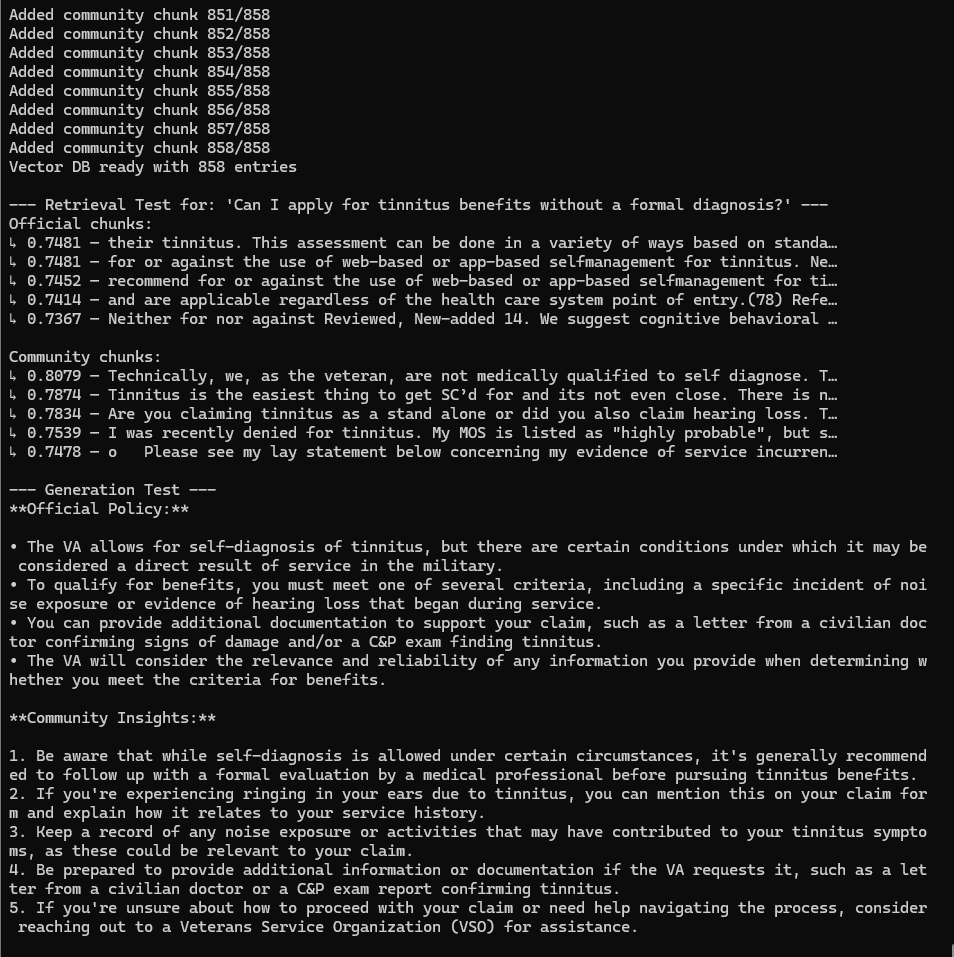 Added community chunk 851/858
Added community chunk 852/858
Added community chunk 853/858
Added community chunk 854/858
Added community chunk 855/858
Added community chunk 856/858
Added community chunk 857/858
Added community chunk 858/858
Vector DB ready with 858 entries
--- Retrieval Test for: 'Can I apply for tinnitus benefits without a formal diagnosis?' ---
Official chunks:
↳ 0.7481 — their tinnitus. This assessment can be done in a variety of ways based on standa…
↳ 0.7481 — for or against the use of web-based or app-based selfmanagement for tinnitus. Ne…
↳ 0.7452 — recommend for or against the use of web-based or app-based selfmanagement for ti…
↳ 0.7414 — and are applicable regardless of the health care system point of entry.(78) Refe…
↳ 0.7367 — Neither for nor against Reviewed, New-added 14. We suggest cognitive behavioral …
Community chunks:
↳ 0.8079 — Technically, we, as the veteran, are not medically qualified to self diagnose. T…
↳ 0.7874 — Tinnitus is the easiest thing to get SC’d for and its not even close. There is n…
↳ 0.7834 — Are you claiming tinnitus as a stand alone or did you also claim hearing loss. T…
↳ 0.7539 — I was recently denied for tinnitus. My MOS is listed as "highly probable", but s…
↳ 0.7478 — o   Please see my lay statement below concerning my evidence of service incurren…
--- Generation Test ---
**Official Policy:**
• The VA allows for self-diagnosis of tinnitus, but there are certain conditions under which it may be
 considered a direct result of service in the military.
• To qualify for benefits, you must meet one of several criteria, including a specific incident of noi
se exposure or evidence of hearing loss that began during service.
• You can provide additional documentation to support your claim, such as a letter from a civilian doc
tor confirming signs of damage and/or a C&P exam finding tinnitus.
• The VA will consider the relevance and reliability of any information you provide when determining w
hether you meet the criteria for benefits.
**Community Insights:**
1. Be aware that while self-diagnosis is allowed under certain circumstances, it's generally recommend
ed to follow up with a formal evaluation by a medical professional before pursuing tinnitus benefits.
2. If you're experiencing ringing in your ears due to tinnitus, you can mention this on your claim for
m and explain how it relates to your service history.
3. Keep a record of any noise exposure or activities that may have contributed to your tinnitus sympto
ms, as these could be relevant to your claim.
4. Be prepared to provide additional information or documentation if the VA requests it, such as a let
ter from a civilian doctor or a C&P exam report confirming tinnitus.
5. If you're unsure about how to proceed with your claim or need help navigating the process, consider
 reaching out to a Veterans Service Organization (VSO) for assistance.